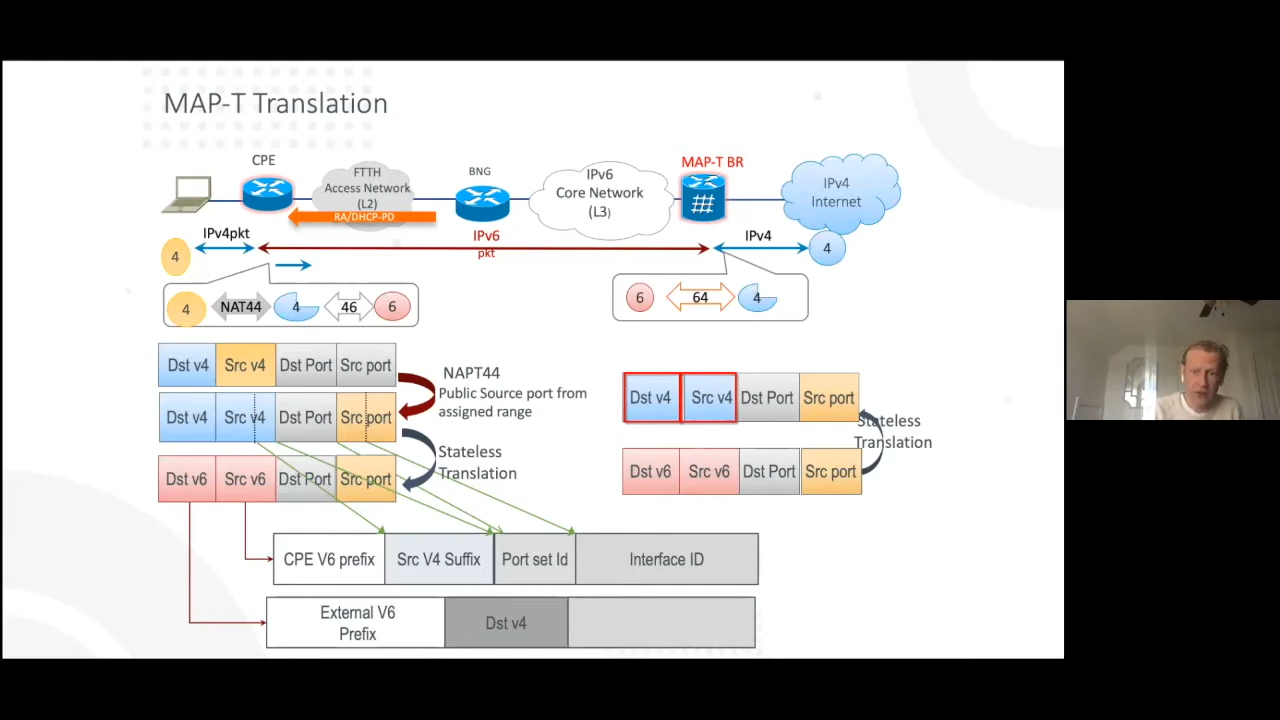 MAP-T Translation
CPE
FTTH
Access Network
(L2)
RA/DHCP-PD
BNG
IPv6
Core Network
(L3)
MAP-T BR
IPv4
Internet
IPv4pkt
IPv6
pkt
IPv4
4
4
4
NAT44
4
46
6
6
64
4
Dst v4
Src v4
Dst Port
Src port
NAPT44
Public Source port from
assigned range
Dst v4
Src v4
Dst Port
Src port
Stateless
Translation
Dst v6
Src v6
Dst Port
Src port
Dst v4
Src v4
Dst Port
Src port
Stateless
Translation
Dst v6
Src v6
Dst Port
Src port
CPE V6 prefix
Src V4 Suffix
Port set Id
Interface ID
External V6
Prefix
Dst v4